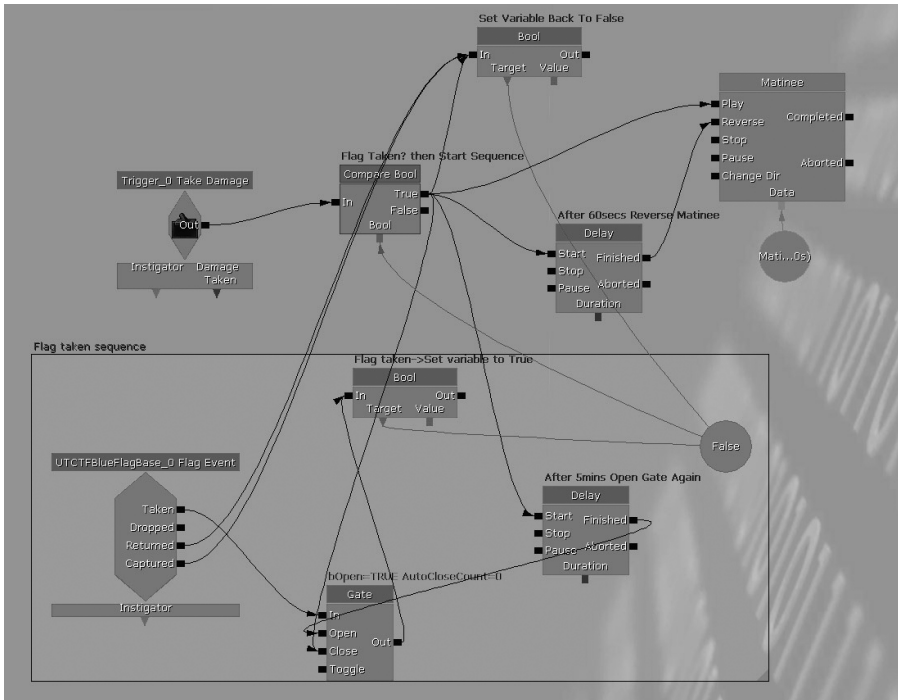 Set Variable Back To False
Bool
In Out
Target Value
Matinee
Play
Completed
Reverse
Stop
Pause
Aborted
Change Dir
Data
Mati...0s)
Flag Taken? then Start Sequence
Compare Bool
True
In
False
Bool
Trigger_0 Take Damage
Out
Instigator Damage
Taken
After 60secs Reverse Matinee
Delay
Start Finished
Stop
Pause Aborted
Duration
Flag taken sequence
Flag taken->Set variable to True
Bool
In Out
Target Value
False
UTCTFBlueFlagBase_0 Flag Event
Taken
Dropped
Returned
Captured
Instigator
After 5mins Open Gate Again
Delay
Start Finished
Stop
Pause Aborted
Duration
bOpen=TRUE AutoCloseCount=0
Gate
In
Open
Out
Close
Toggle